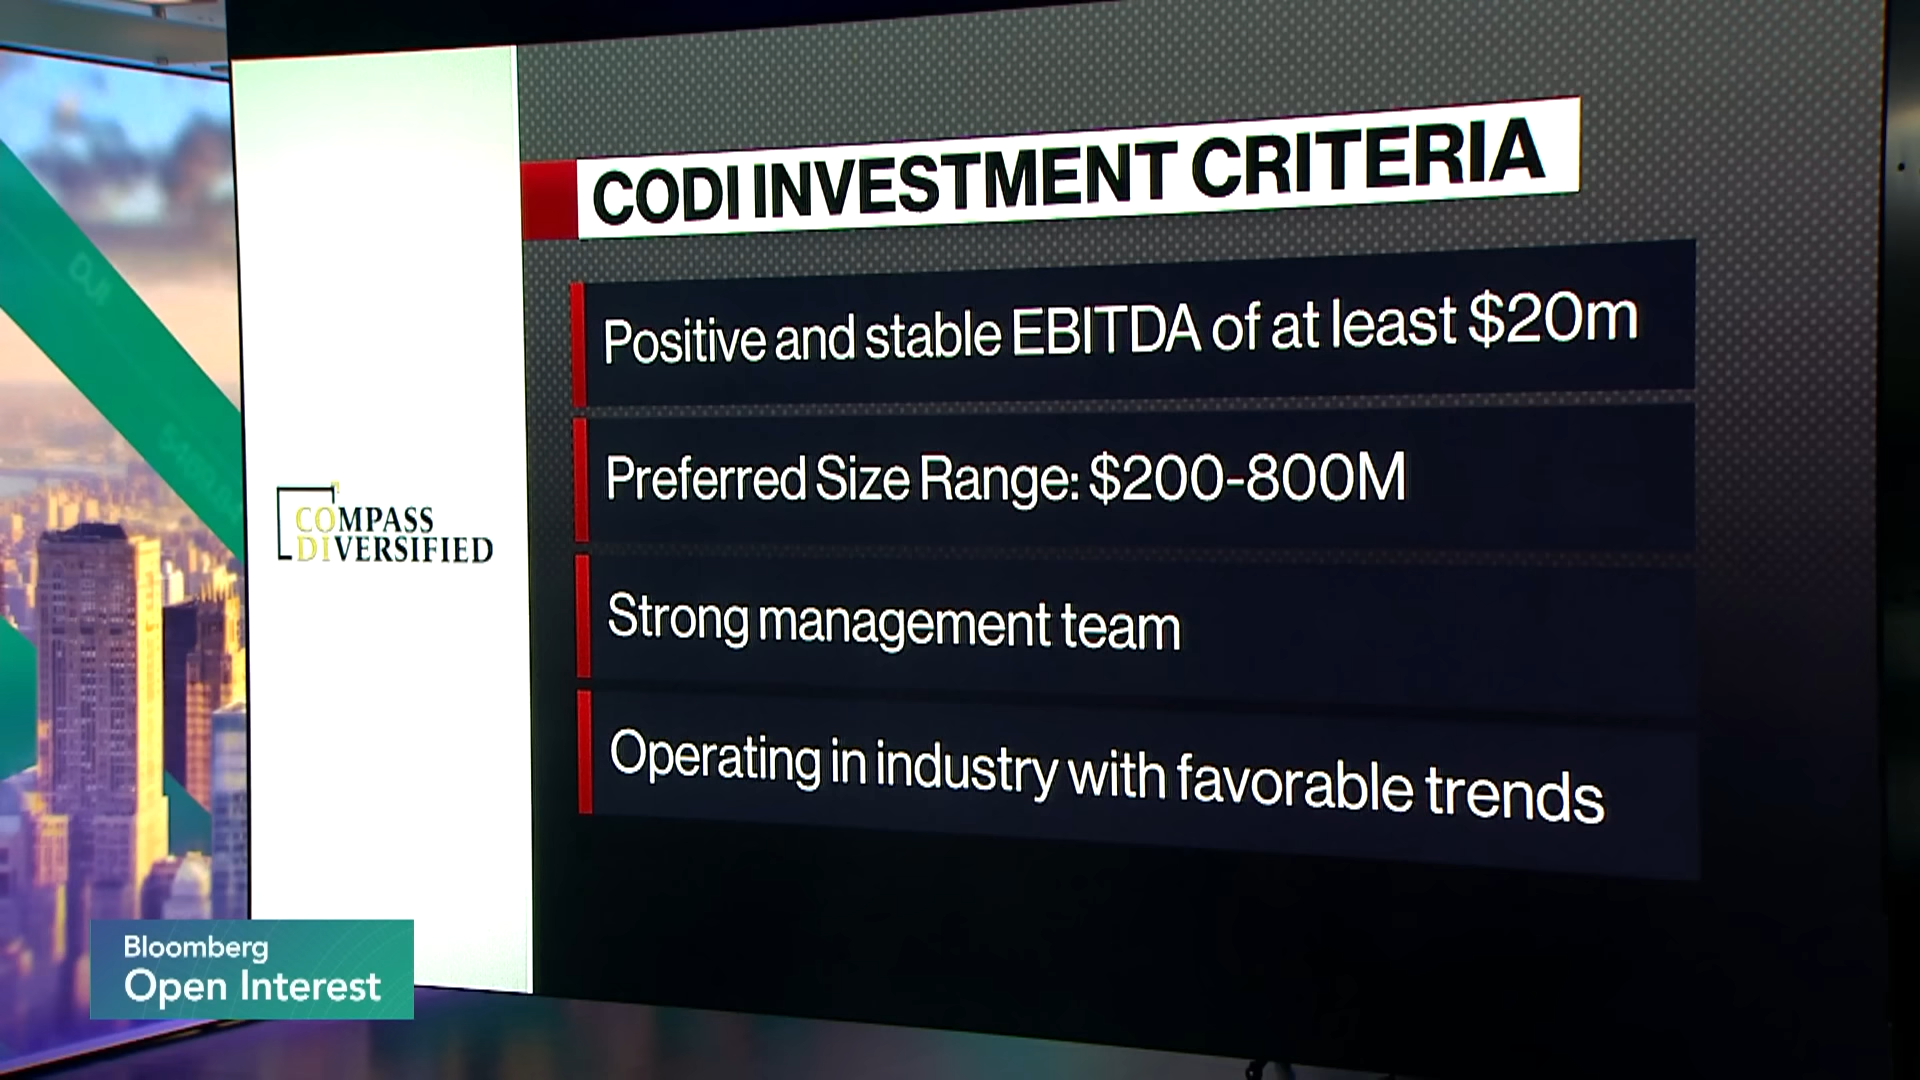 CODI INVESTMENT CRITERIA
Positive and stable EBITDA of at least $20m
Preferred Size Range: $200-800M
Strong management team
Operating in industry with favorable trends
COMPASS
DIVERSIFIED
Bloomberg
Open Interest